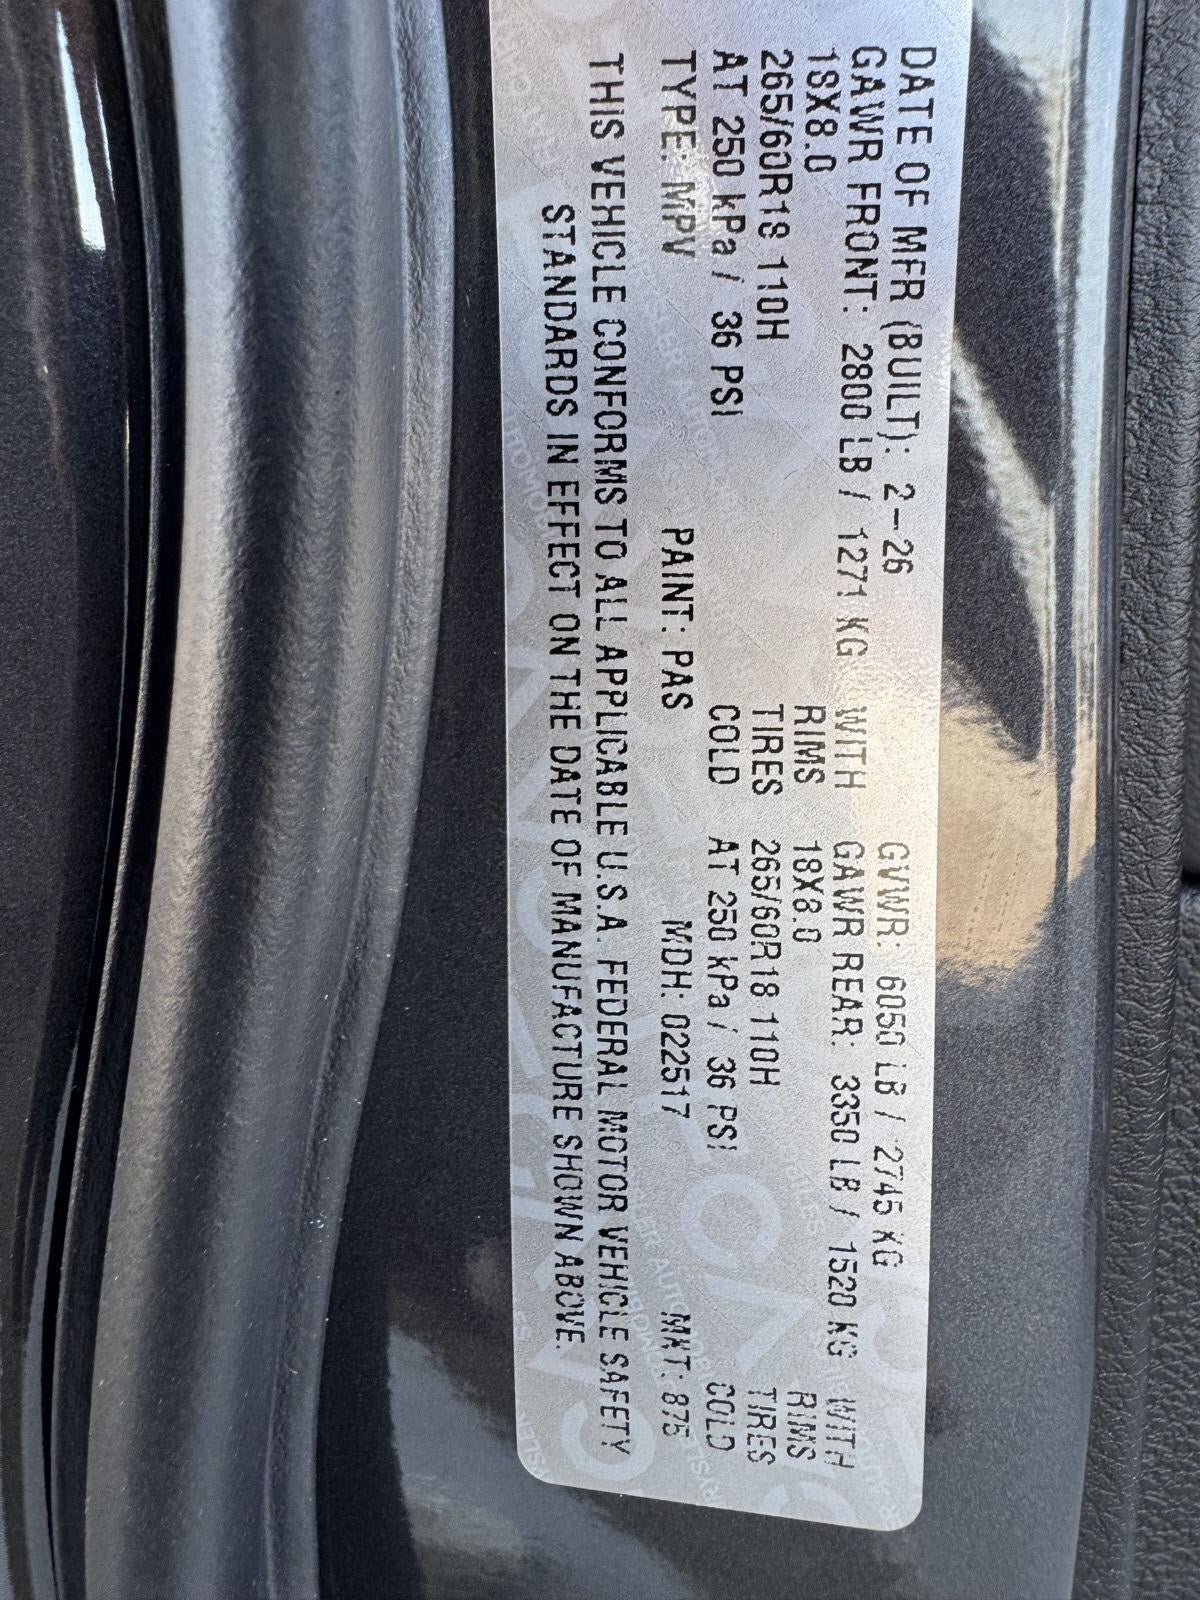 DATE OF MFR (BUILT): 2-26 GVWR: 6050 LB / 2745 KG
GAWR FRONT: 2800 LB / 1271 KG WITH GAWR REAR: 3350 LB / 1520 KG WITH
18X8.0 RIMS 18X8.0 RIMS
265/60R18 110H TIRES 265/60R18 110H TIRES
AT 250 kPa / 36 PSI COLD AT 250 kPa / 36 PSI COLD
TYPE: MPV PAINT: PAS MDH: 022517 MKT: 875
THIS VEHICLE CONFORMS TO ALL APPLICABLE U.S.A. FEDERAL MOTOR VEHICLE SAFETY
STANDARDS IN EFFECT ON THE DATE OF MANUFACTURE SHOWN ABOVE.